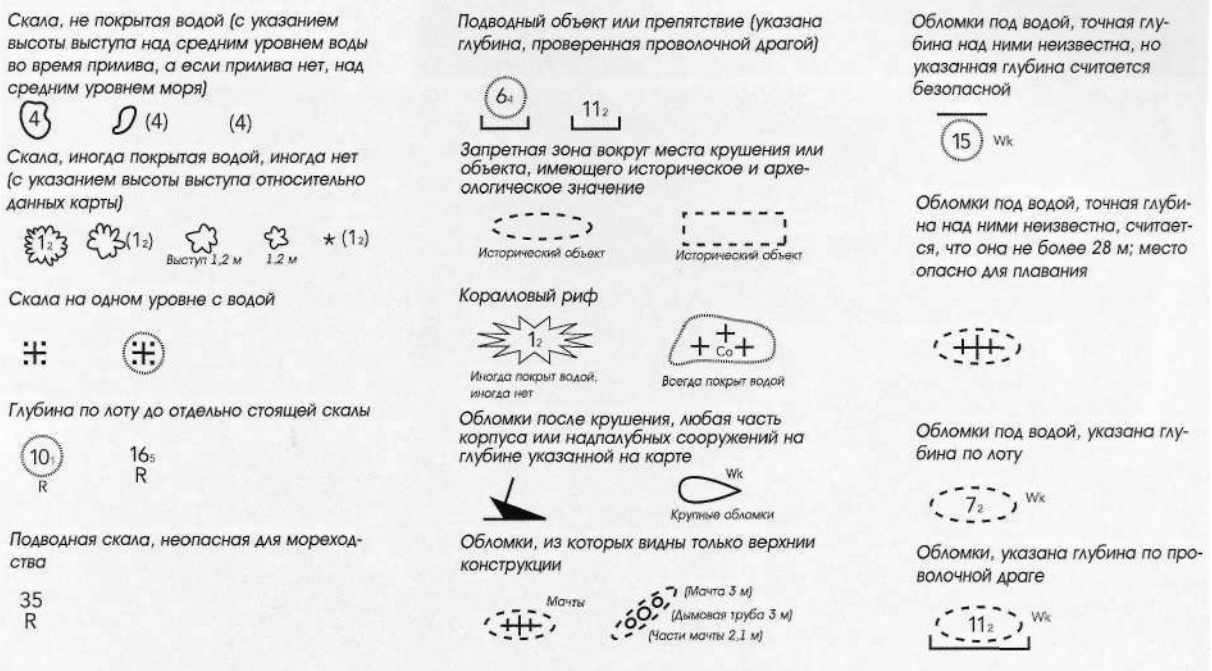 Скала, не покрытая водой (с указанием
высоты выступа над средним уровнем воды
во время прилива, а если прилива нет, над
средним уровнем моря)
4 (4) (4)
Скала, иногда покрытая водой, иногда нет
(с указанием высоты выступа относительно
данных карты)
1₂ (1₂) Выступ 1,2 м 1,2 м ★ (1₂)
Скала на одном уровне с водой
Глубина по лоту до отдельно стоящей скалы
10₁ 16₅
R R
Подводная скала, неопасная для мореход-
ства
35
R
Подводный объект или препятствие (указана
глубина, проверенная проволочной драгой)
6₄ 11₂
Запретная зона вокруг места крушения или
объекта, имеющего историческое и архе-
ологическое значение
Исторический объект Исторический объект
Коралловый риф
1₂ Co
Иногда покрыт водой, Всегда покрыт водой
иногда нет
Обломки после крушения, любая часть
корпуса или надпалубных сооружений на
глубине указанной на карте
Wk
Крупные обломки
Обломки, из которых видны только верхнии
конструкции
Мачты (Мачта 3 м)
(Дымовая труба 3 м)
(Части мачты 2,1 м)
Обломки под водой, точная глу-
бина над ними неизвестна, но
указанная глубина считается
безопасной
15 Wk
Обломки под водой, точная глуби-
на над ними неизвестна, считает-
ся, что она не более 28 м; место
опасно для плавания
Обломки под водой, указана глу-
бина по лоту
7₂ Wk
Обломки, указана глубина по про-
волочной драге
11₂ Wk